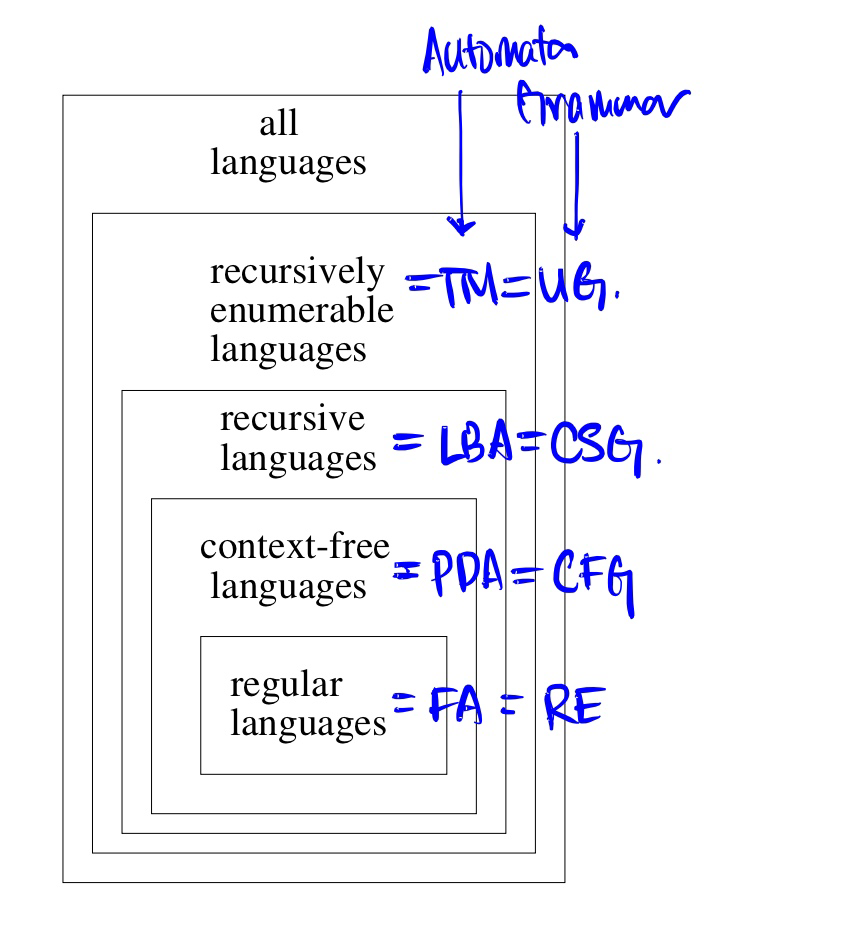 Automaton
Grammar
all
languages
recursively
enumerable = TM = UG.
languages
recursive
languages = LBA = CSG.
context-free
languages = PDA = CFG
regular
languages = FA = RE